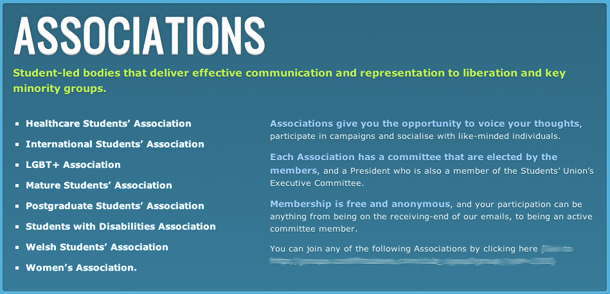 ASSOCIATIONS
Student-led bodies that deliver effective communication and representation to liberation and key
minority groups.
Healthcare Students’ Association
International Students’ Association
LGBT+ Association
Mature Students’ Association
Postgraduate Students’ Association
Students with Disabilities Association
Welsh Students’ Association
Women’s Association.
Associations give you the opportunity to voice your thoughts,
participate in campaigns and socialise with like-minded individuals.
Each Association has a committee that are elected by the
members, and a President who is also a member of the Students’ Union’s
Executive Committee.
Membership is free and anonymous, and your participation can be
anything from being on the receiving-end of our emails, to being an active
committee member.
You can join any of the following Associations by clicking here